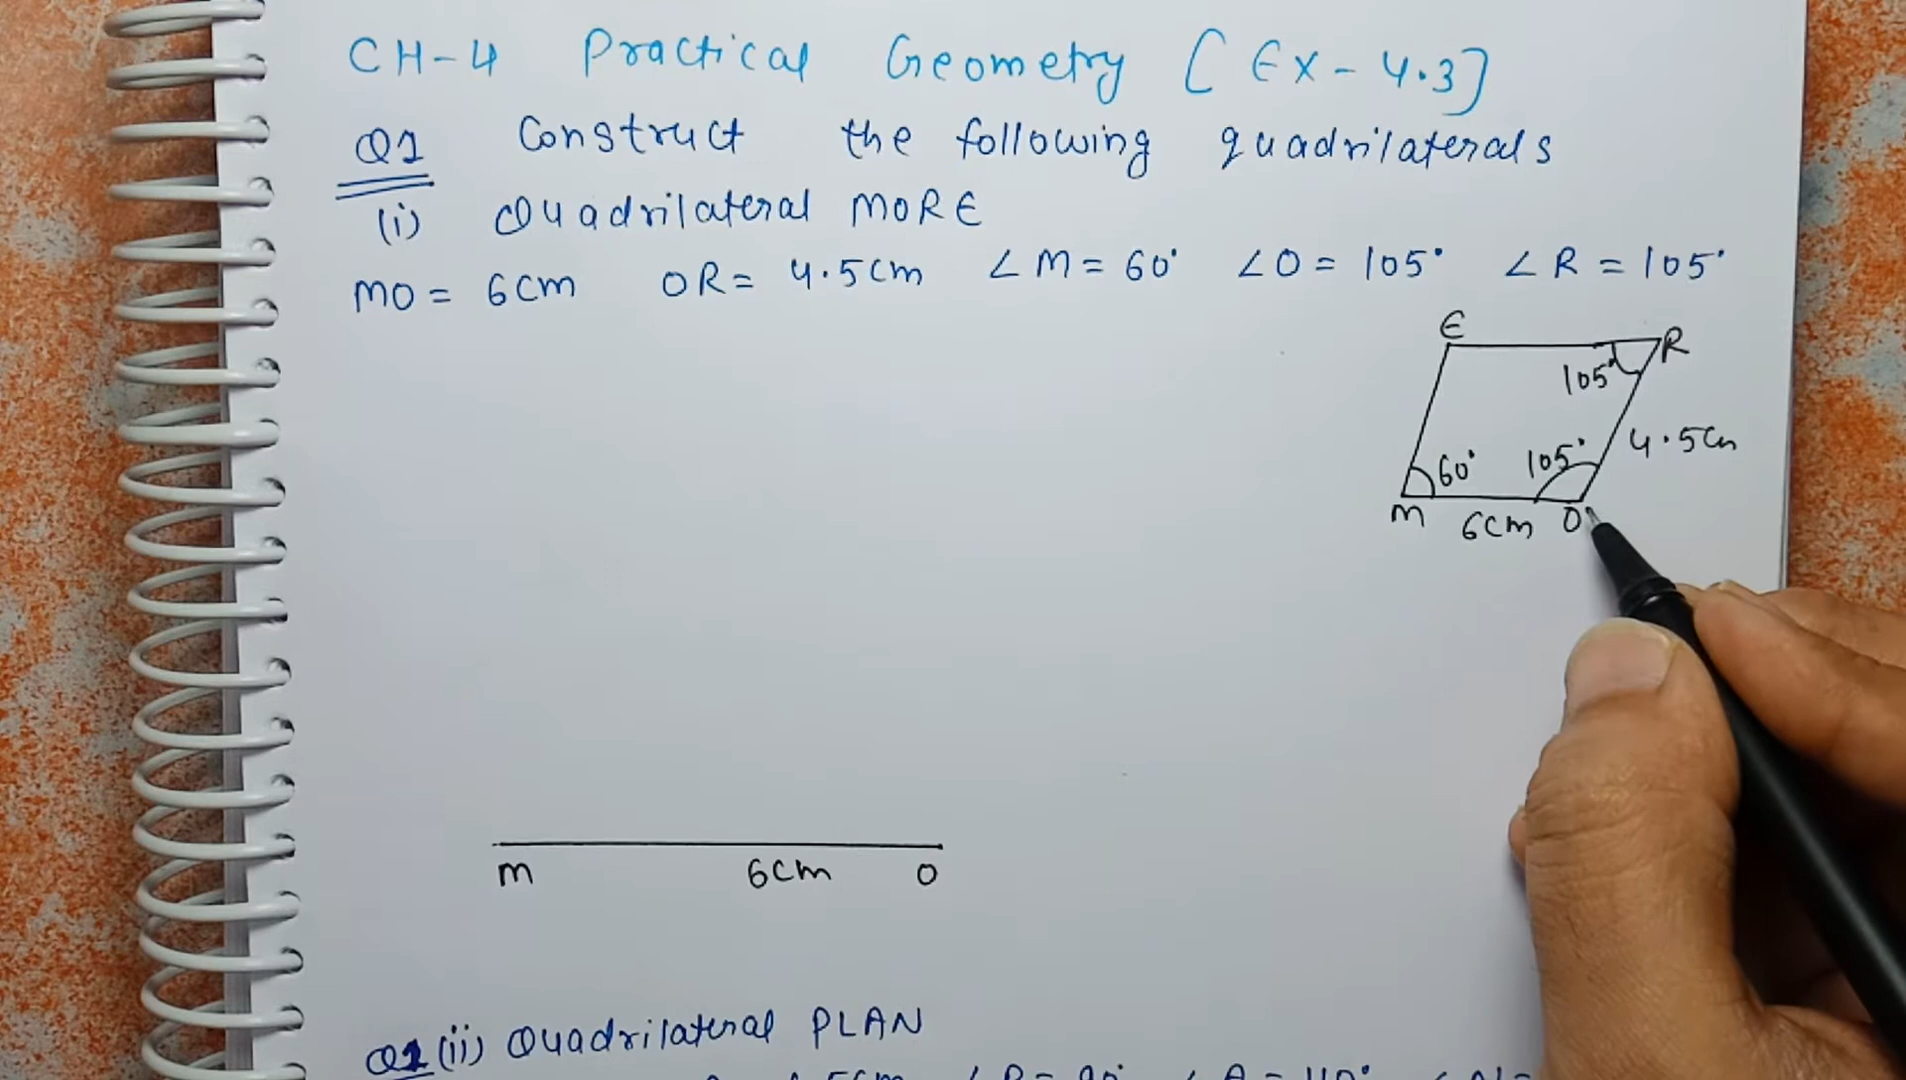 CH-4 Practical Geometry [Ex-4.3]
Q1 Construct the following quadrilaterals
(i) Quadrilateral MORE
MO = 6cm OR = 4.5cm ∠M = 60° ∠O = 105° ∠R = 105°
E R
105°
4.5cm
60° 105°
M 6cm O
M 6cm O
Q1 (ii) Quadrilateral PLAN